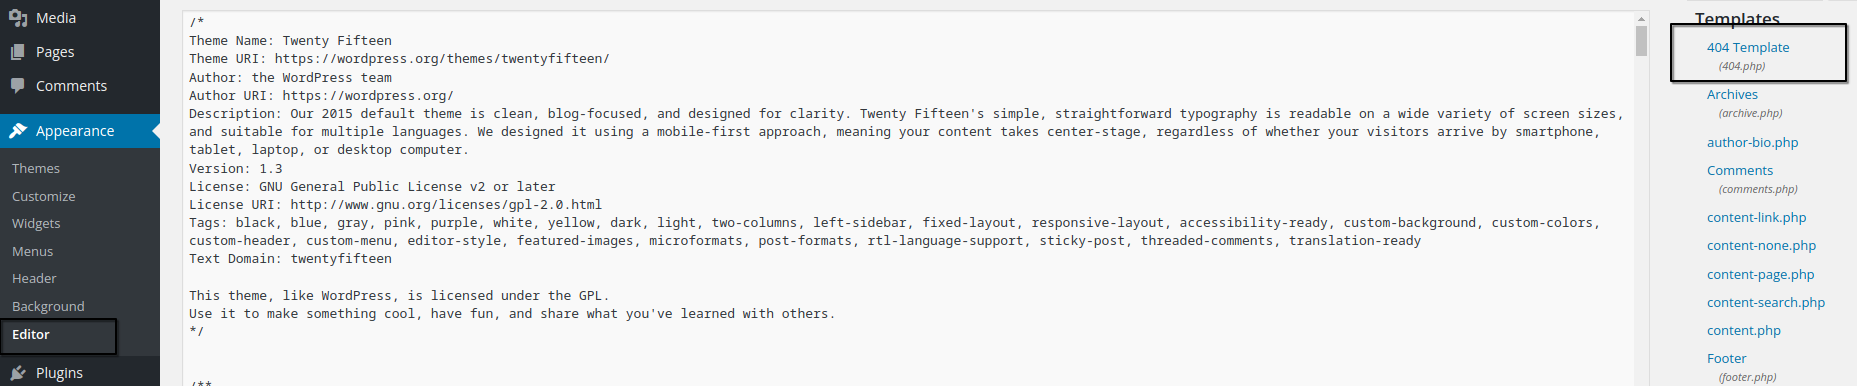 Media
Pages
Comments
Appearance
Themes
Customize
Widgets
Menus
Header
Background
Editor
Plugins
/*
Theme Name: Twenty Fifteen
Theme URI: https://wordpress.org/themes/twentyfifteen/
Author: the WordPress team
Author URI: https://wordpress.org/
Description: Our 2015 default theme is clean, blog-focused, and designed for clarity. Twenty Fifteen's simple, straightforward typography is readable on a wide variety of screen sizes,
and suitable for multiple languages. We designed it using a mobile-first approach, meaning your content takes center-stage, regardless of whether your visitors arrive by smartphone,
tablet, laptop, or desktop computer.
Version: 1.3
License: GNU General Public License v2 or later
License URI: http://www.gnu.org/licenses/gpl-2.0.html
Tags: black, blue, gray, pink, purple, white, yellow, dark, light, two-columns, left-sidebar, fixed-layout, responsive-layout, accessibility-ready, custom-background, custom-colors,
custom-header, custom-menu, editor-style, featured-images, microformats, post-formats, rtl-language-support, sticky-post, threaded-comments, translation-ready
Text Domain: twentyfifteen
This theme, like WordPress, is licensed under the GPL.
Use it to make something cool, have fun, and share what you've learned with others.
*/
/**
Templates
404 Template
(404.php)
Archives
(archive.php)
author-bio.php
Comments
(comments.php)
content-link.php
content-none.php
content-page.php
content-search.php
content.php
Footer
(footer.php)